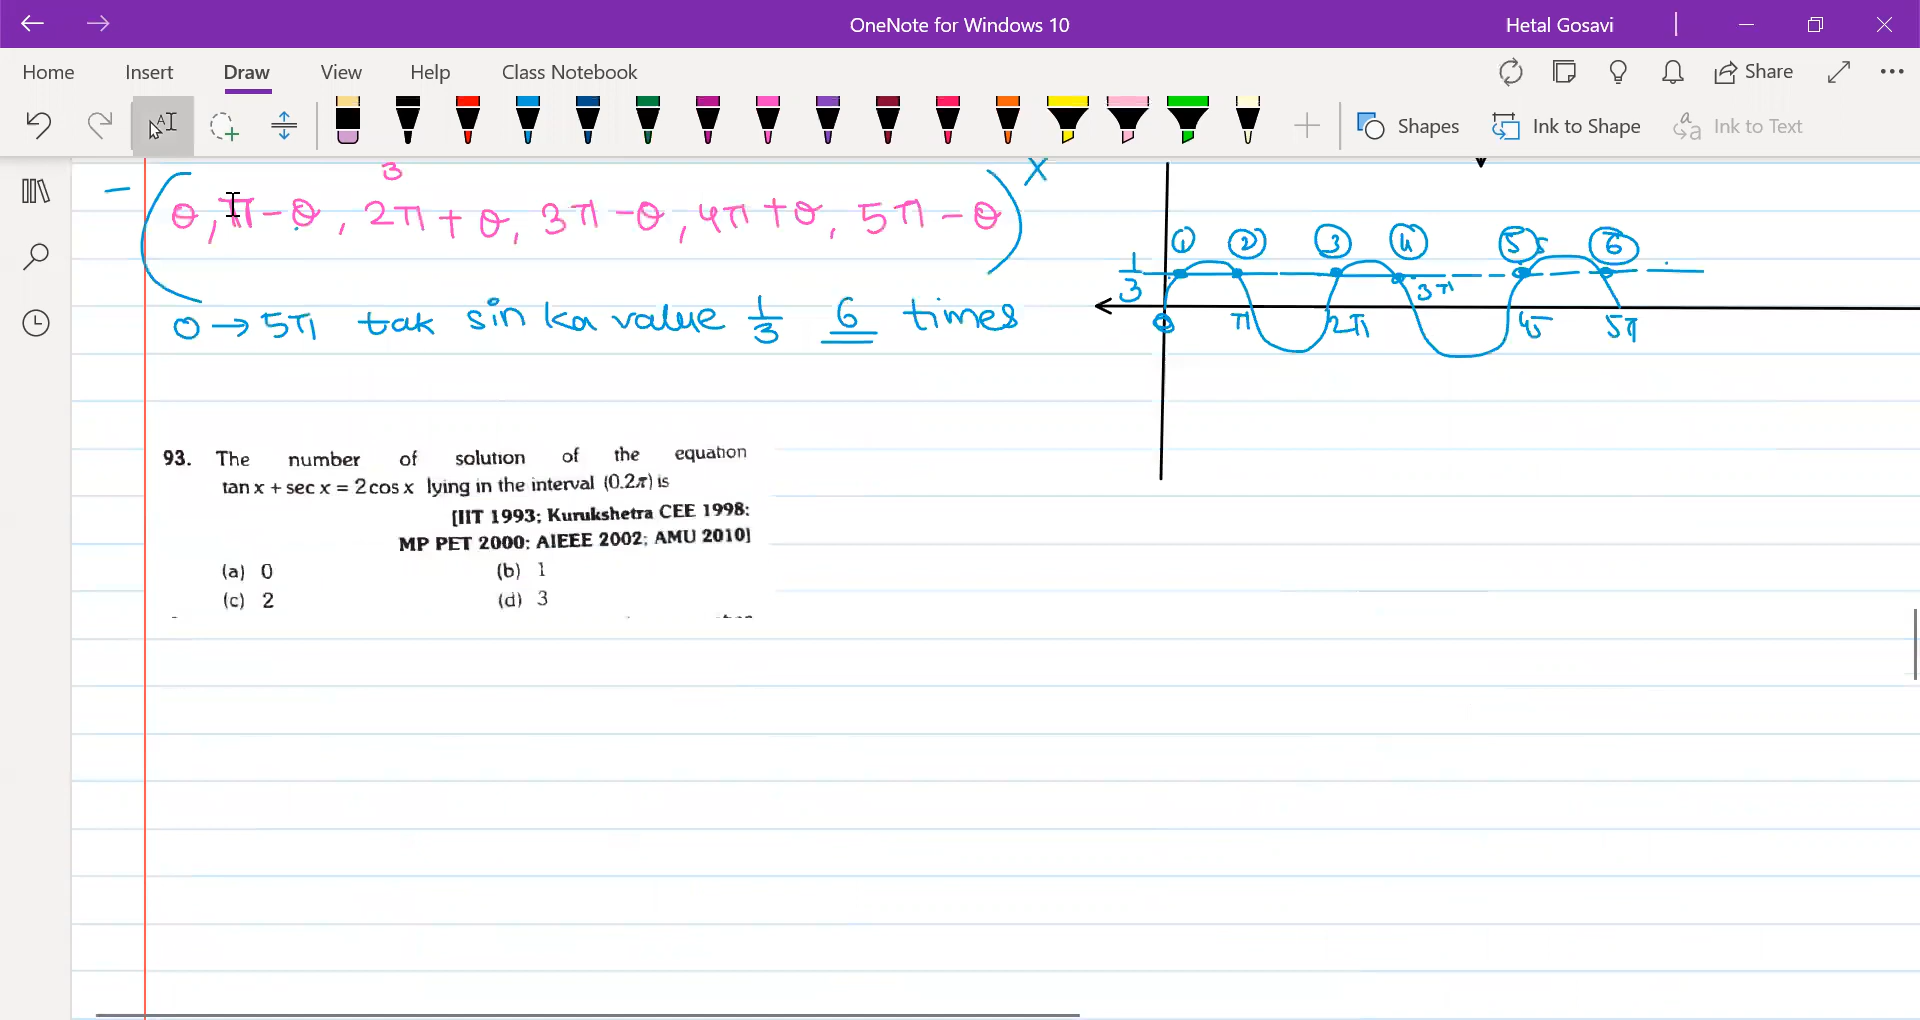 OneNote for Windows 10
Hetal Gosavi
Home Insert Draw View Help Class Notebook
Share
Shapes Ink to Shape Ink to Text
3
- ( θ, π-θ, 2π+θ, 3π-θ, 4π+θ, 5π-θ ) x
0 → 5π tak sin ka value 1/3 6 times
1/3
① ② ③ ④ ⑤ 5 ⑥
3π
0 π 2π 45 5π
93. The number of solution of the equation
tan x + sec x = 2 cos x lying in the interval (0.2π) is
[IIT 1993; Kurukshetra CEE 1998;
MP PET 2000; AIEEE 2002; AMU 2010]
(a) 0 (b) 1
(c) 2 (d) 3